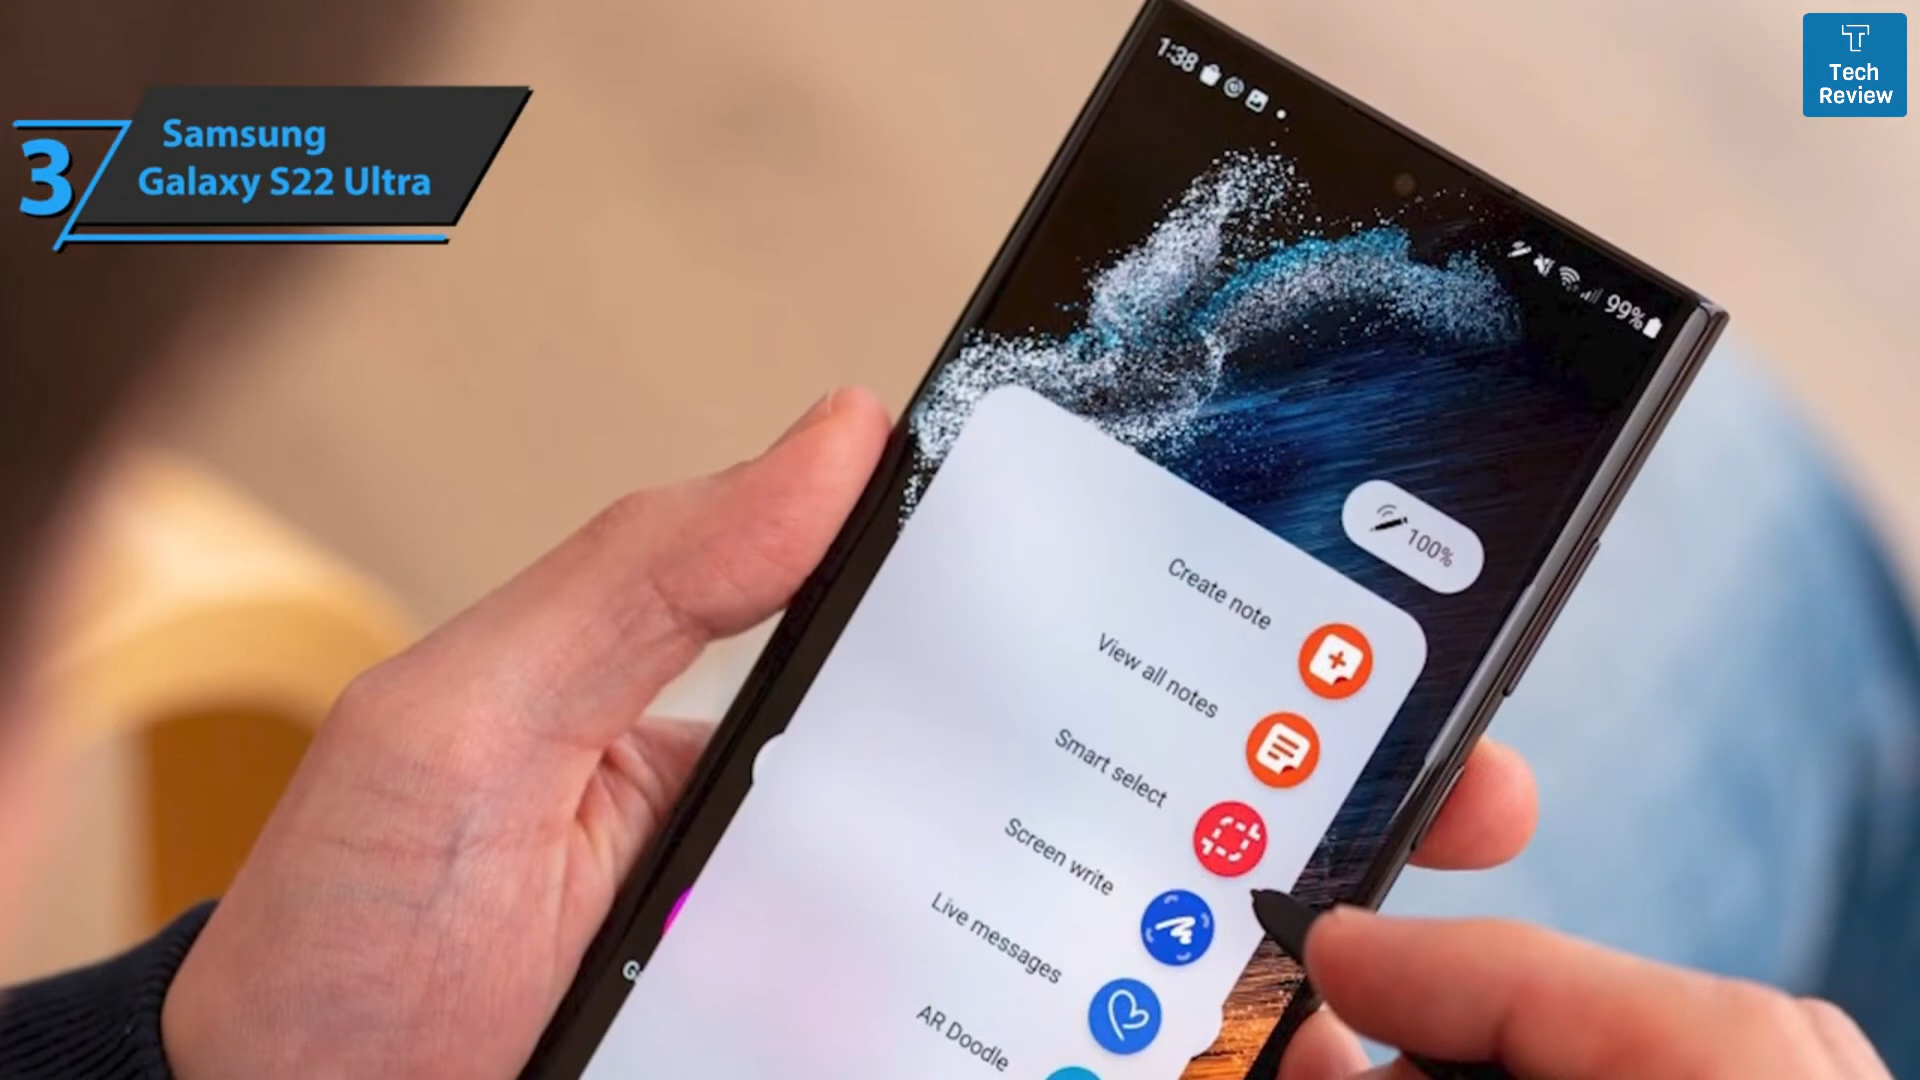 3
Samsung
Galaxy S22 Ultra
Tech
Review
1:38
99%
100%
Create note
View all notes
Smart select
Screen write
Live messages
AR Doodle
G